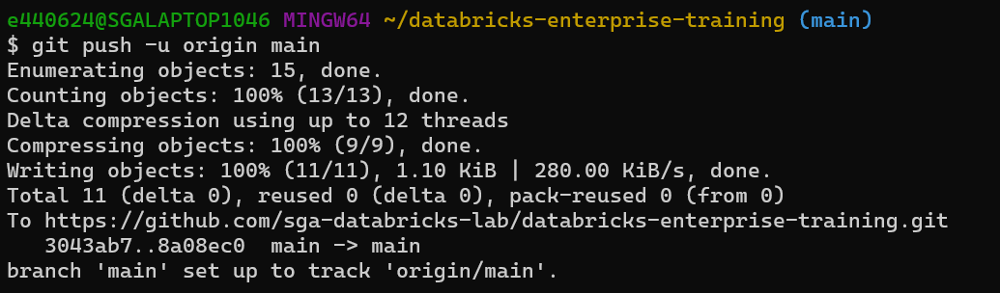 e440624@SGALAPTOP1046 MINGW64 ~/databricks-enterprise-training (main)
$ git push -u origin main
Enumerating objects: 15, done.
Counting objects: 100% (13/13), done.
Delta compression using up to 12 threads
Compressing objects: 100% (9/9), done.
Writing objects: 100% (11/11), 1.10 KiB | 280.00 KiB/s, done.
Total 11 (delta 0), reused 0 (delta 0), pack-reused 0 (from 0)
To https://github.com/sga-databricks-lab/databricks-enterprise-training.git
   3043ab7..8a08ec0  main -> main
branch 'main' set up to track 'origin/main'.